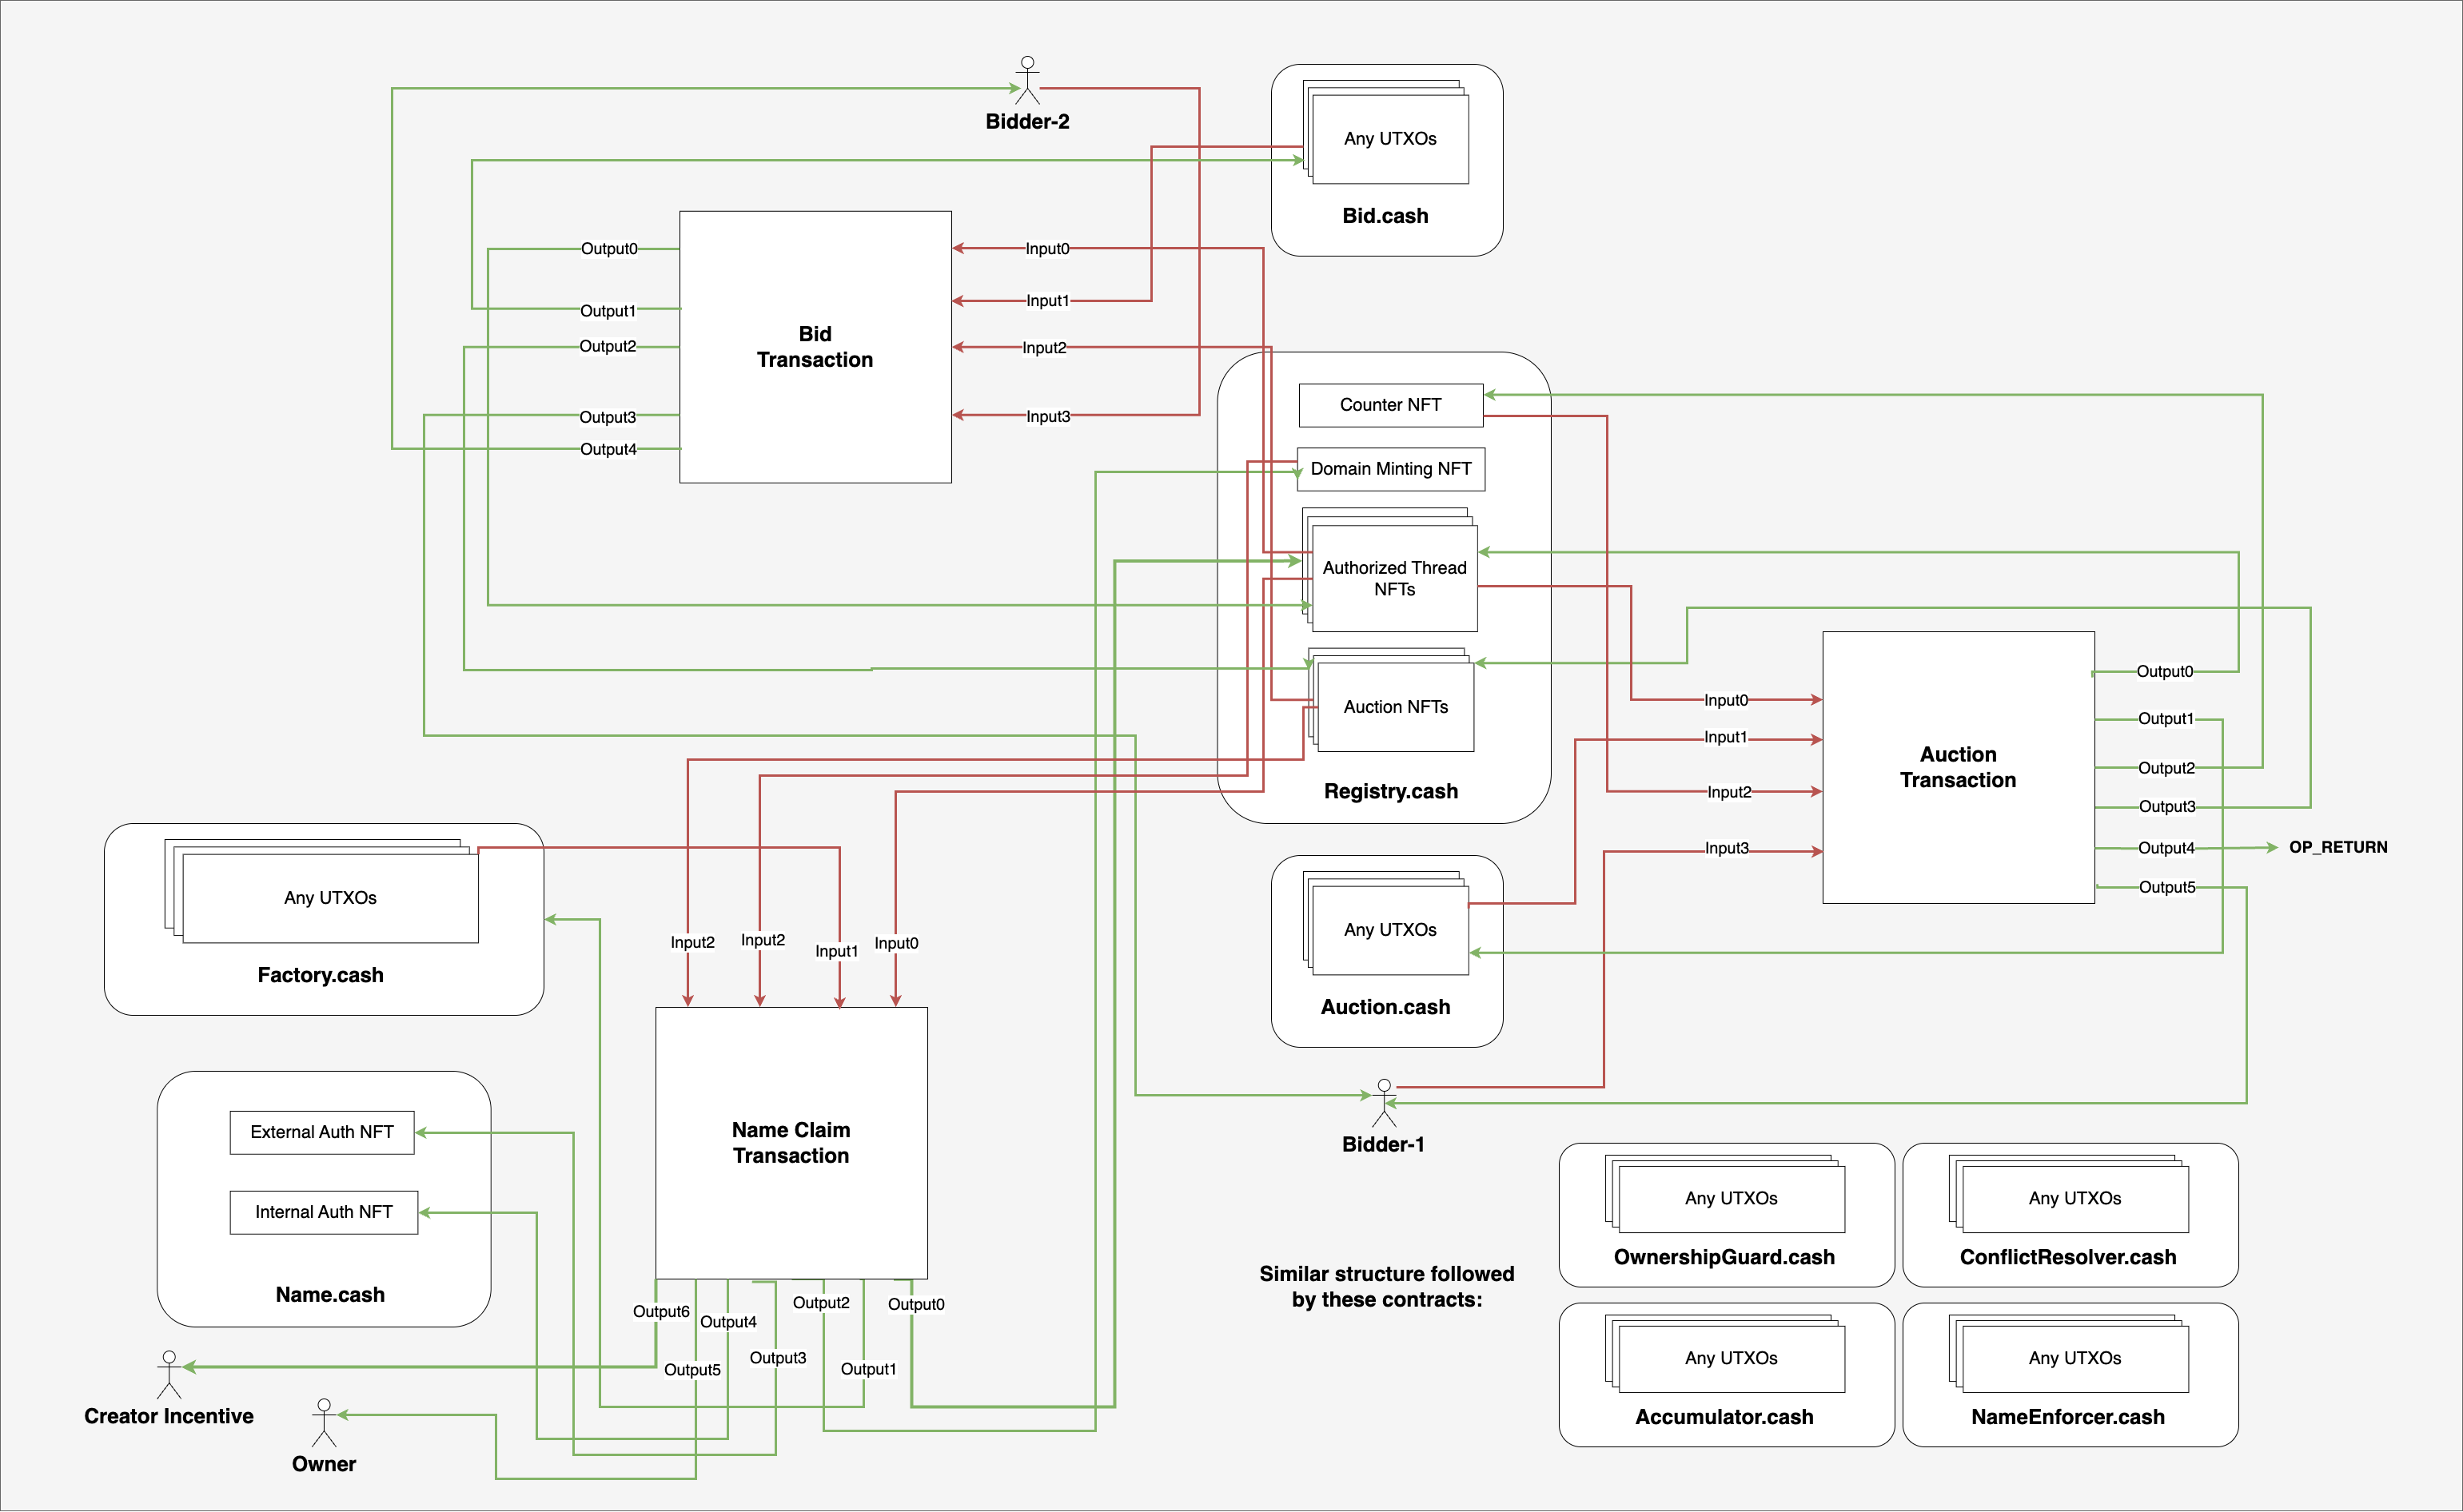 Bidder-2
Any UTXOs
Bid.cash
Output0
Output1
Output2
Output3
Output4
Bid
Transaction
Input0
Input1
Input2
Input3
Counter NFT
Domain Minting NFT
Authorized Thread
NFTs
Auction NFTs
Registry.cash
Input0
Input1
Input2
Input3
Auction
Transaction
Output0
Output1
Output2
Output3
Output4
Output5
OP_RETURN
Any UTXOs
Factory.cash
Input2
Input2
Input1
Input0
Any UTXOs
Auction.cash
Name Claim
Transaction
External Auth NFT
Internal Auth NFT
Name.cash
Bidder-1
Output6
Output5
Output4
Output3
Output2
Output1
Output0
Creator Incentive
Owner
Similar structure followed
by these contracts:
Any UTXOs
OwnershipGuard.cash
Any UTXOs
ConflictResolver.cash
Any UTXOs
Accumulator.cash
Any UTXOs
NameEnforcer.cash